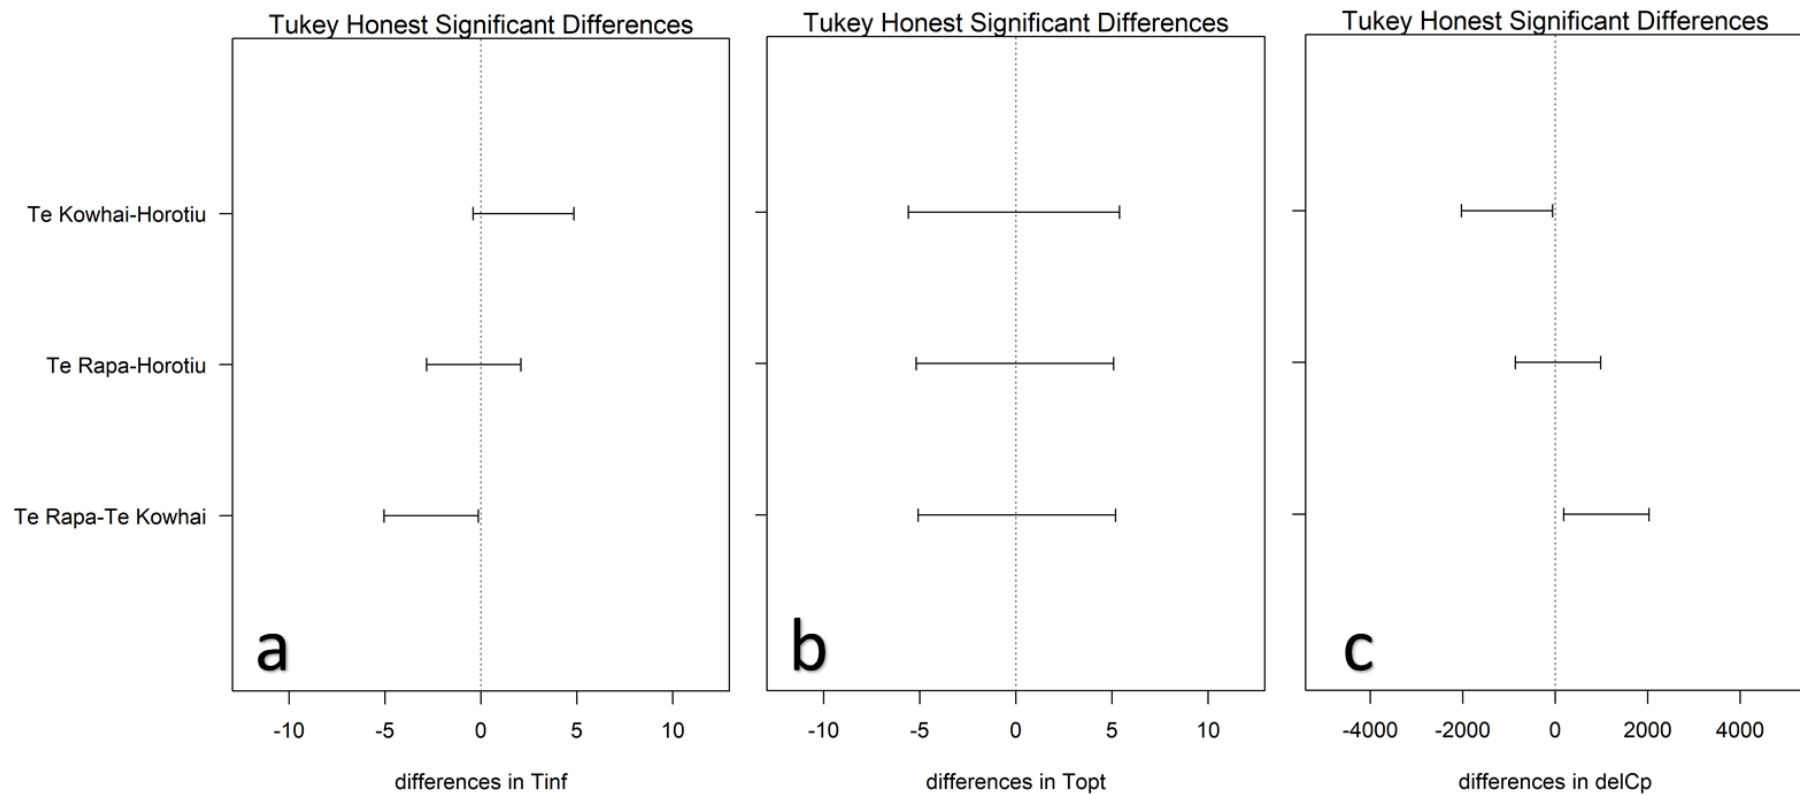 Tukey Honest Significant Differences
Te Kowhai-Horotiu
Te Rapa-Horotiu
Te Rapa-Te Kowhai
a
-10 -5 0 5 10
differences in Tinf
Tukey Honest Significant Differences
b
-10 -5 0 5 10
differences in Topt
Tukey Honest Significant Differences
c
-4000 -2000 0 2000 4000
differences in delCp